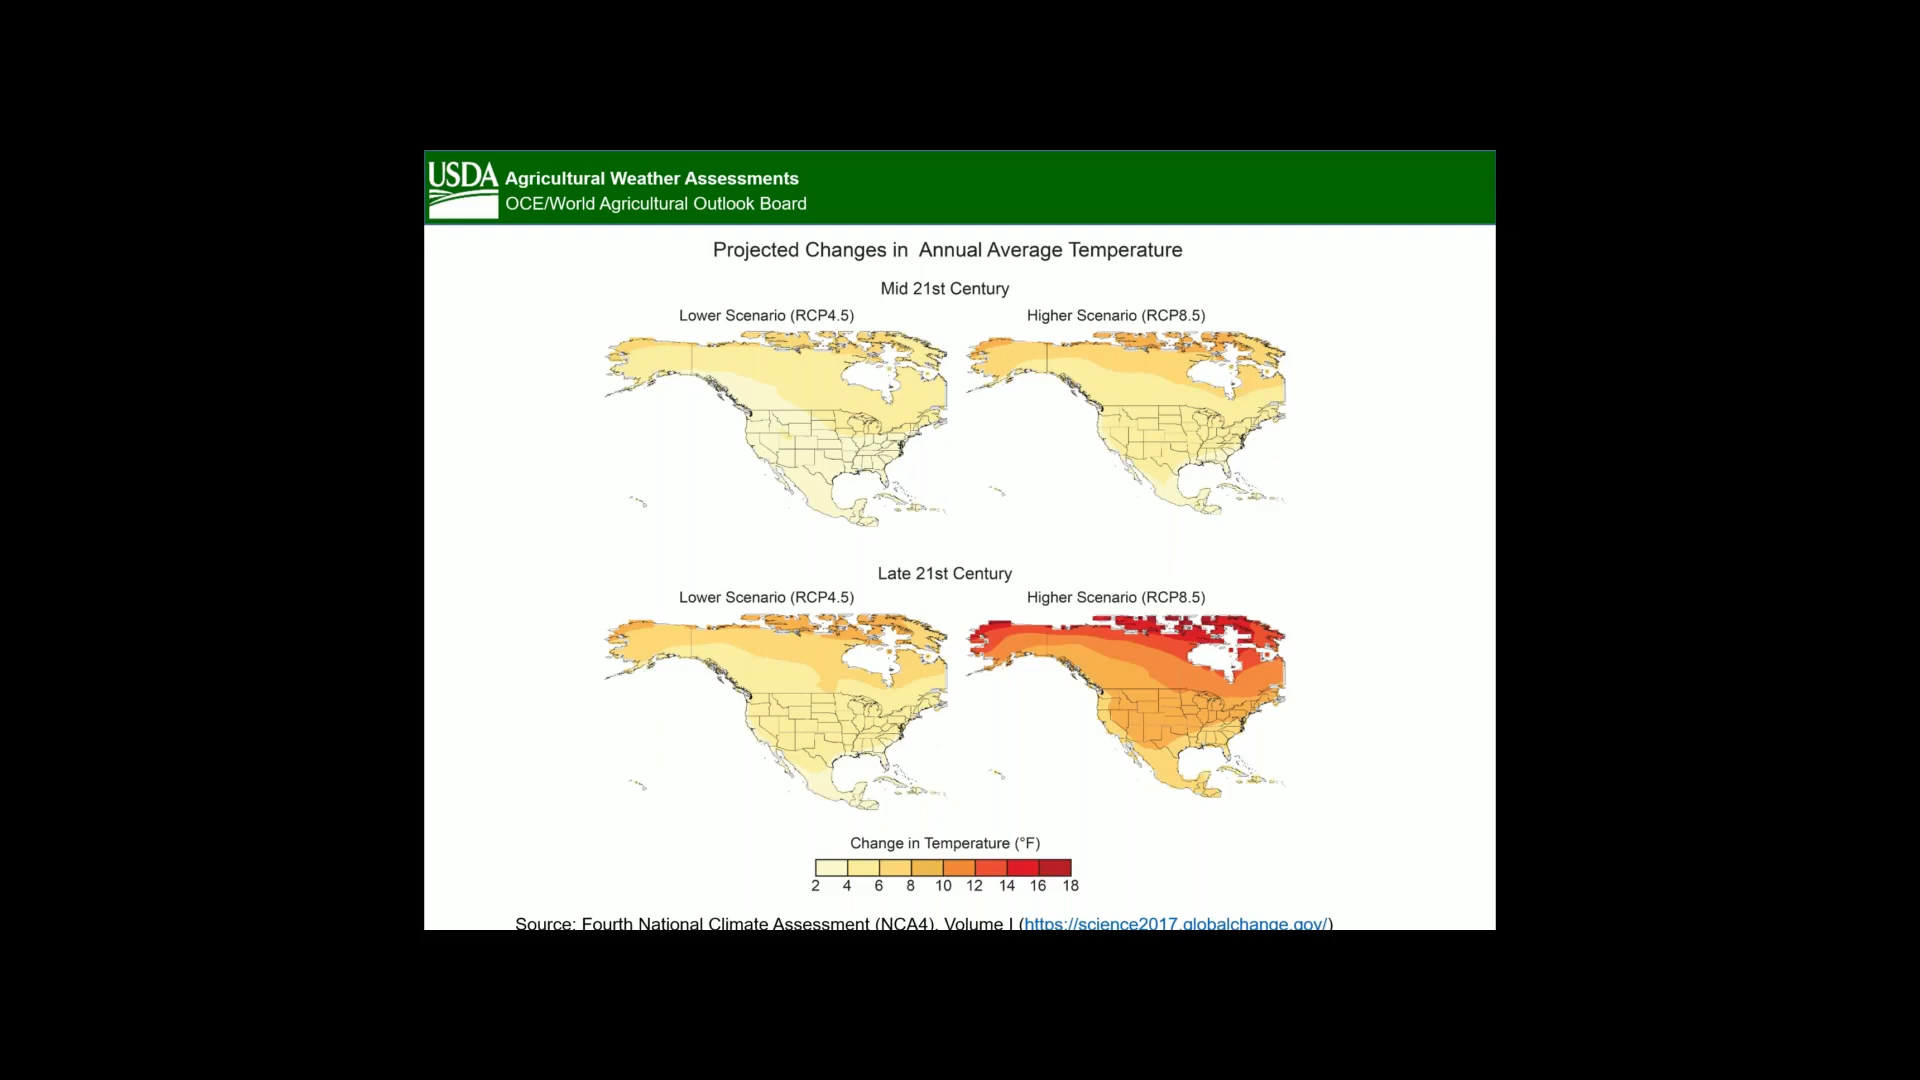 USDA
Agricultural Weather Assessments
OCE/World Agricultural Outlook Board
Projected Changes in Annual Average Temperature
Mid 21st Century
Lower Scenario (RCP4.5)
Higher Scenario (RCP8.5)
Late 21st Century
Lower Scenario (RCP4.5)
Higher Scenario (RCP8.5)
Change in Temperature (°F)
2 4 6 8 10 12 14 16 18
Source: Fourth National Climate Assessment (NCA4), Volume I (https://science2017.globalchange.gov/)